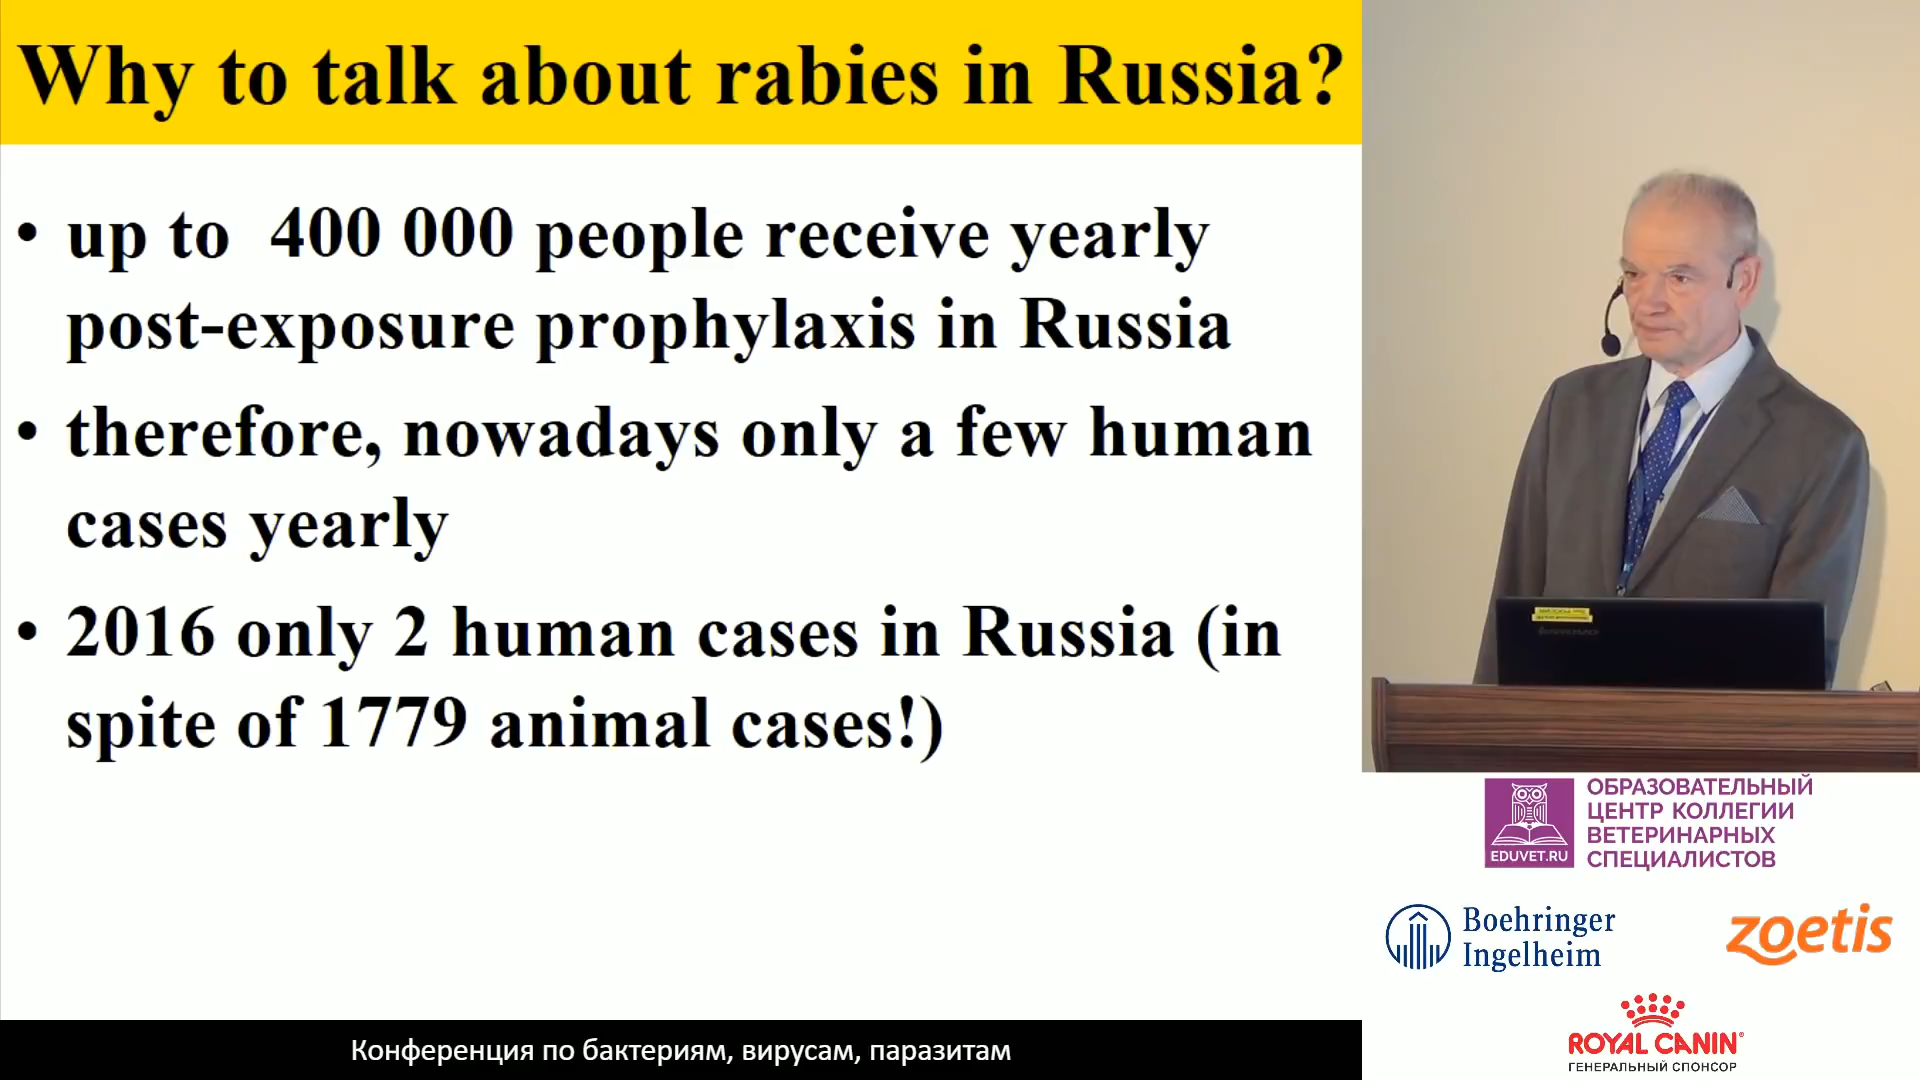 Why to talk about rabies in Russia?
• up to 400 000 people receive yearly
post-exposure prophylaxis in Russia
• therefore, nowadays only a few human
cases yearly
• 2016 only 2 human cases in Russia (in
spite of 1779 animal cases!)
lenovo
EDUVET.RU
ОБРАЗОВАТЕЛЬНЫЙ
ЦЕНТР КОЛЛЕГИИ
ВЕТЕРИНАРНЫХ
СПЕЦИАЛИСТОВ
Boehringer
Ingelheim
zoetis
ROYAL CANIN
ГЕНЕРАЛЬНЫЙ СПОНСОР
Конференция по бактериям, вирусам, паразитам